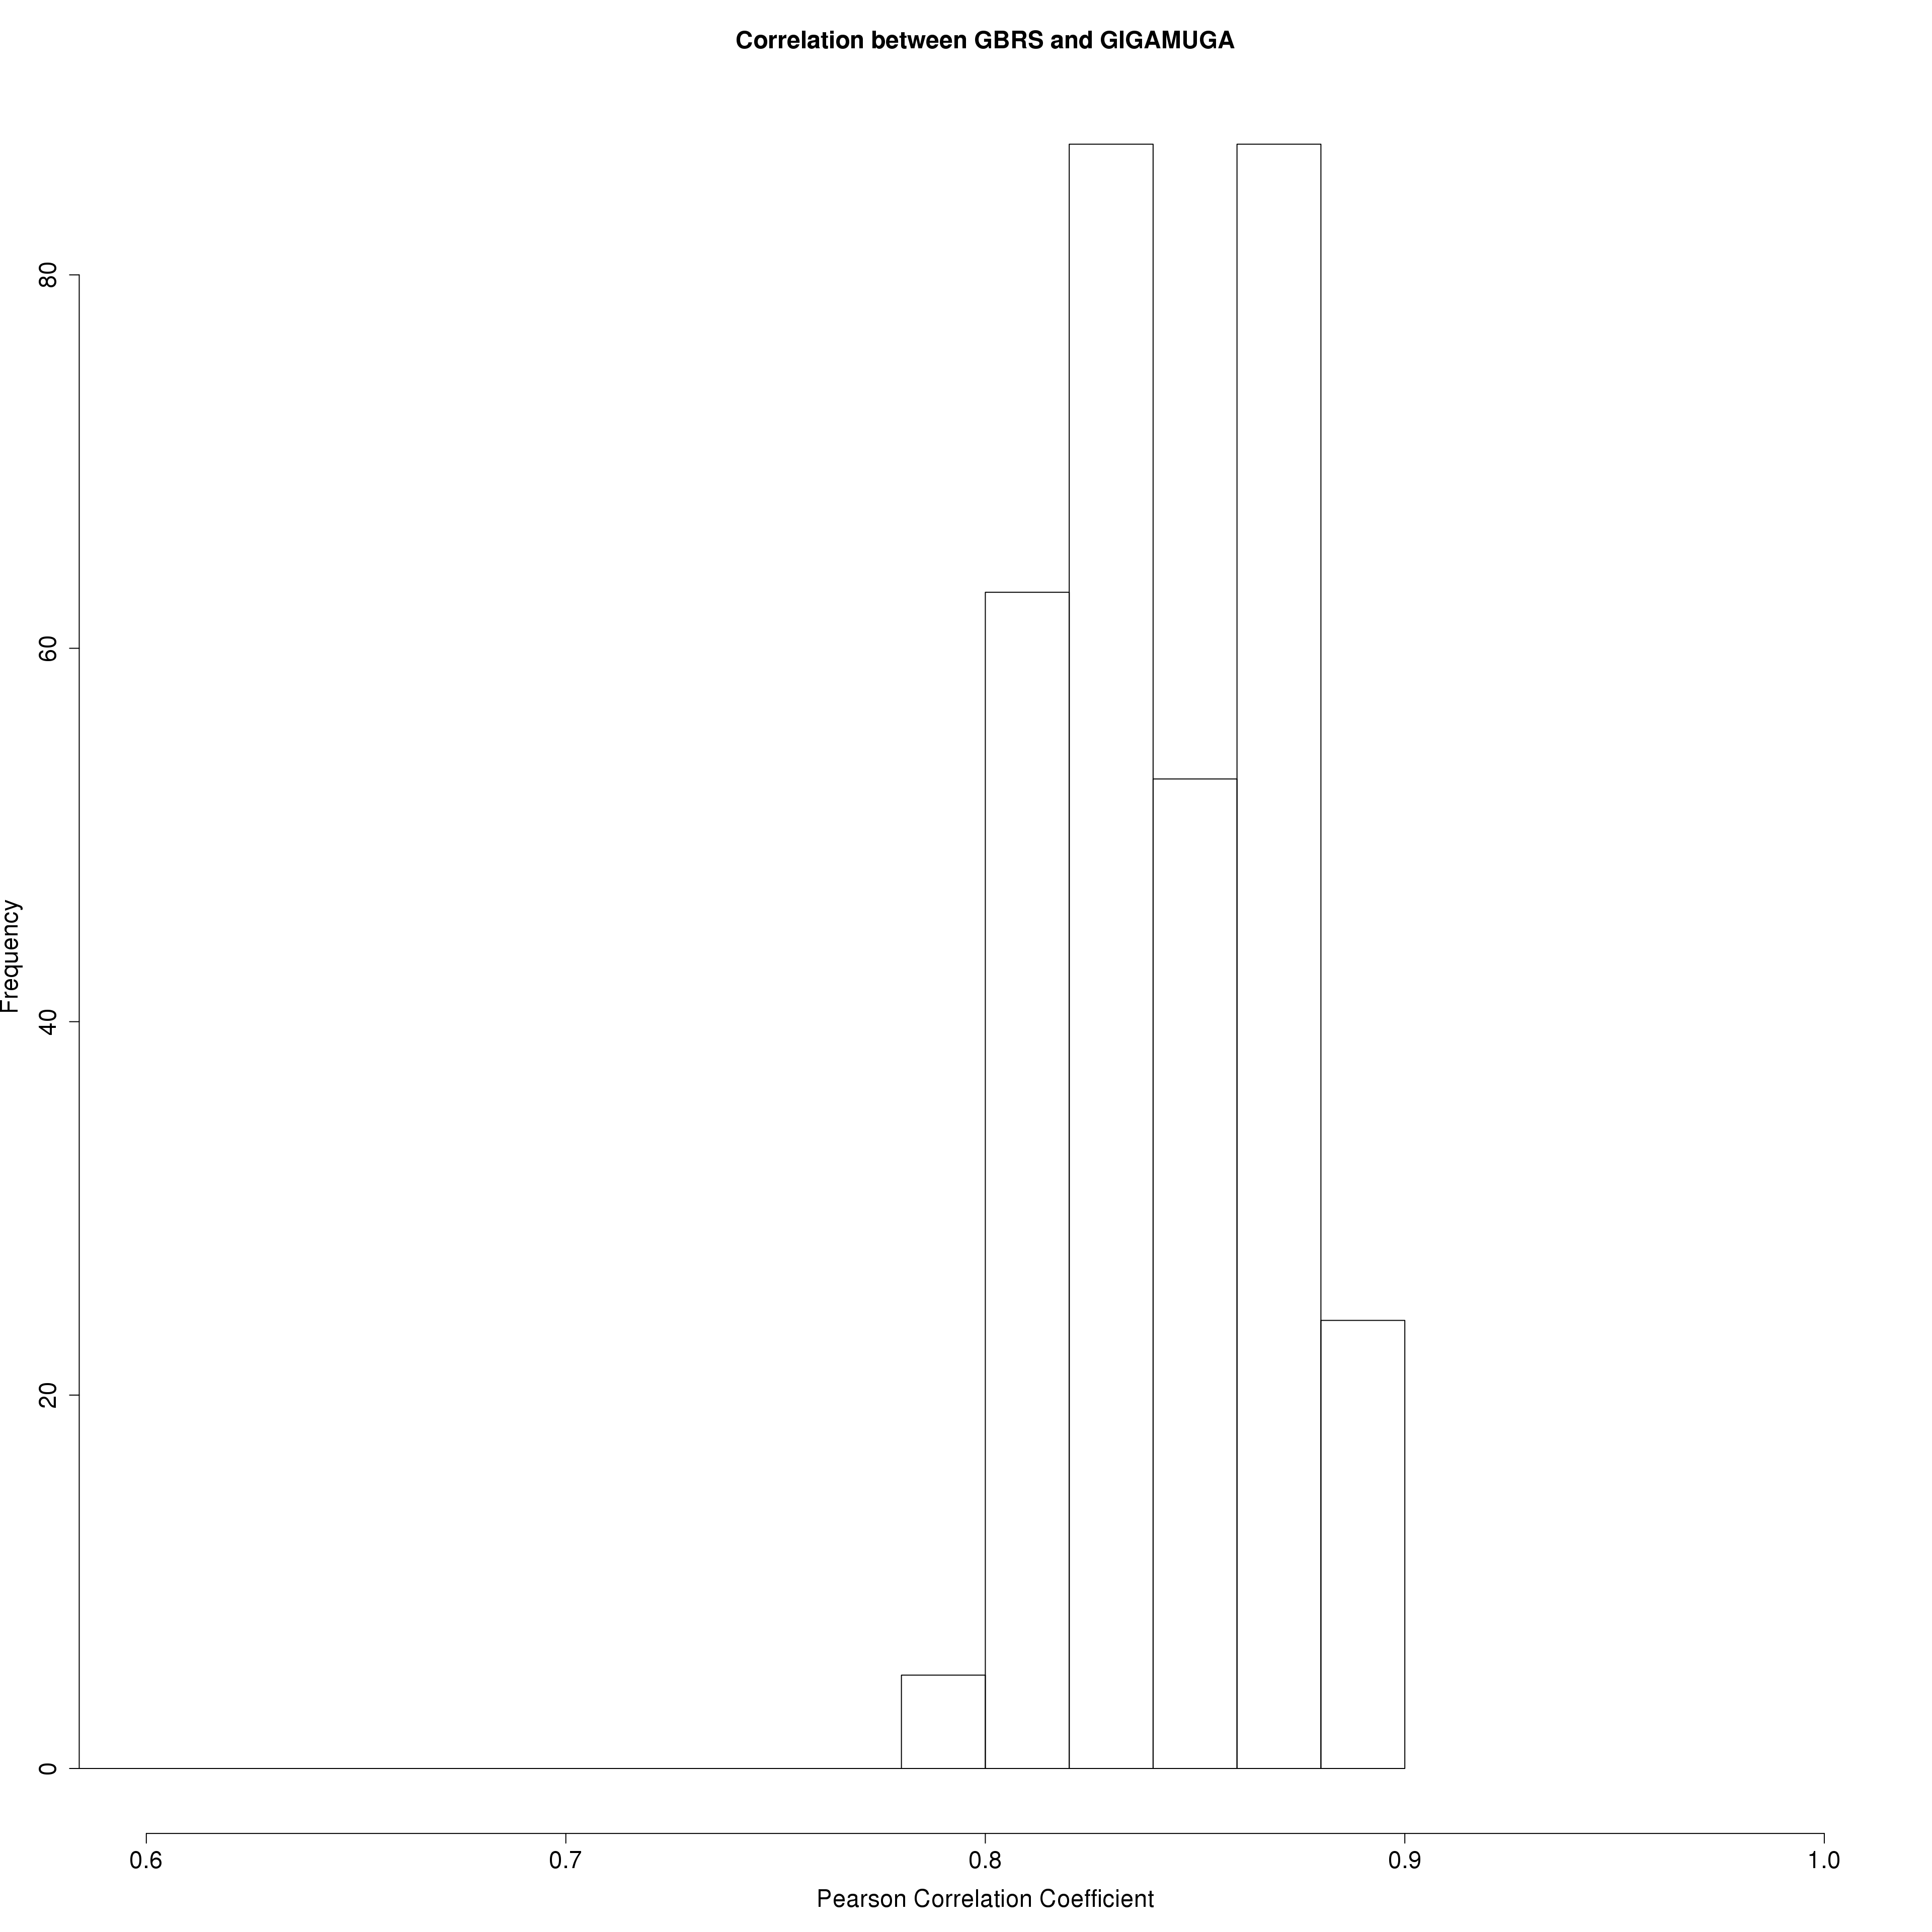 Correlation between GBRS and GIGAMUGA
80
60
40
20
0
Frequency
0.6 0.7 0.8 0.9 1.0
Pearson Correlation Coefficient